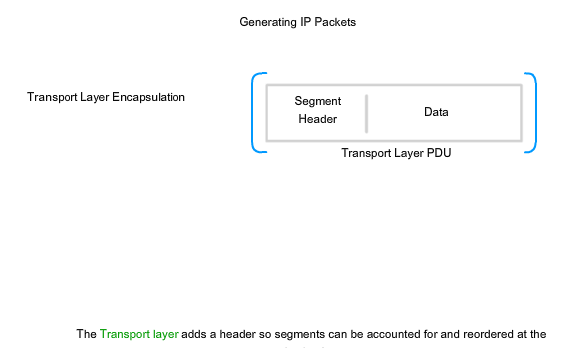 Generating IP Packets
Transport Layer Encapsulation
Segment
Header
Data
Transport Layer PDU
The Transport layer adds a header so segments can be accounted for and reordered at the